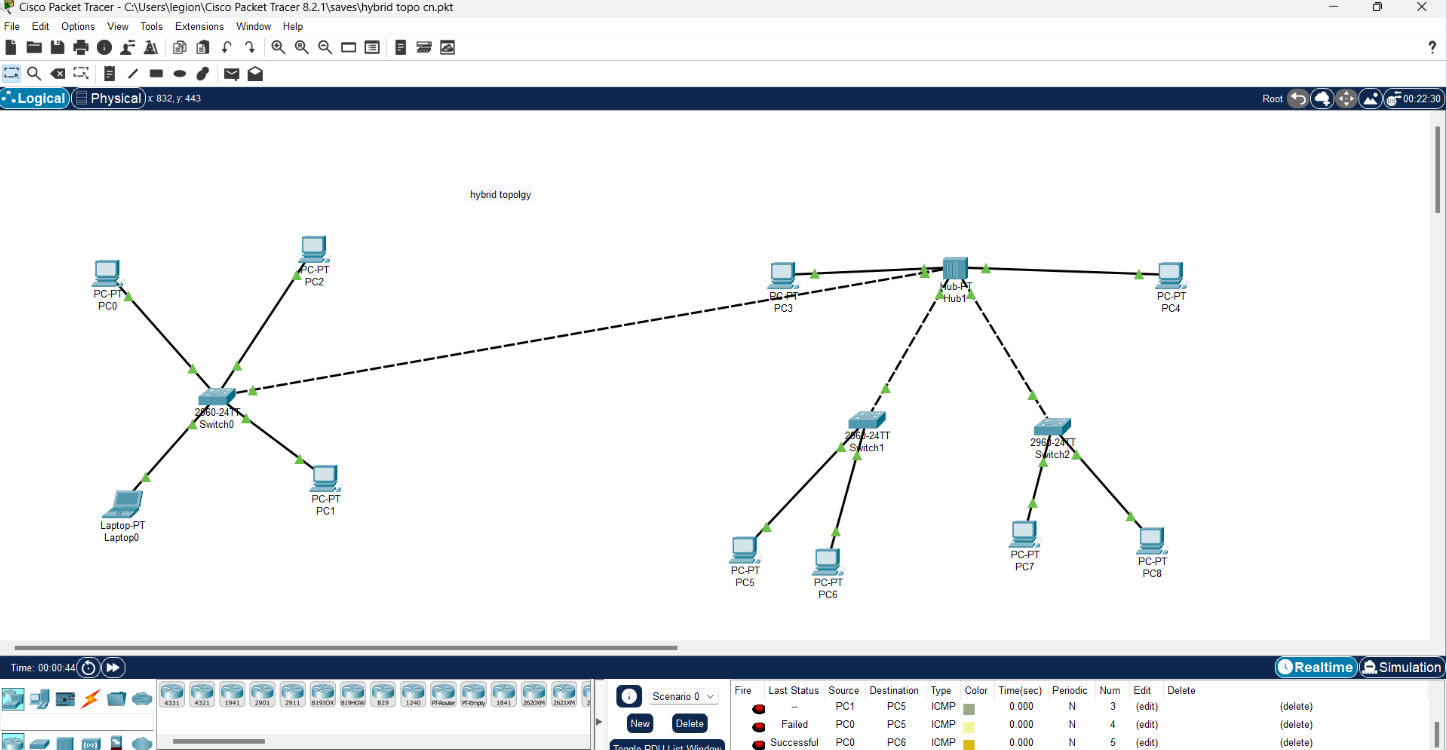 Cisco Packet Tracer - C:\Users\legion\Cisco Packet Tracer 8.2.1\saves\hybrid topo cn.pkt
File Edit Options View Tools Extensions Window Help
?
Logical Physical x: 832, y: 443 Root 00:22:30
hybrid topolgy
PC-PT
PC0
PC-PT
PC2
2960-24TT
Switch0
Laptop-PT
Laptop0
PC-PT
PC1
PC-PT
PC3
Hub-PT
Hub1
PC-PT
PC4
2960-24TT
Switch1
2960-24TT
Switch2
PC-PT
PC5
PC-PT
PC6
PC-PT
PC7
PC-PT
PC8
Time: 00:00:44 Realtime Simulation
4331 4321 1941 2901 2911 819IOX 819HGW 829 1240 PT-Router PT-Empty 1841 2620XM 2621XM
Scenario 0
New Delete
Toggle PDU List Window
Fire Last Status Source Destination Type Color Time(sec) Periodic Num Edit Delete
-- PC1 PC5 ICMP 0.000 N 3 (edit) (delete)
Failed PC0 PC5 ICMP 0.000 N 4 (edit) (delete)
Successful PC0 PC6 ICMP 0.000 N 5 (edit) (delete)